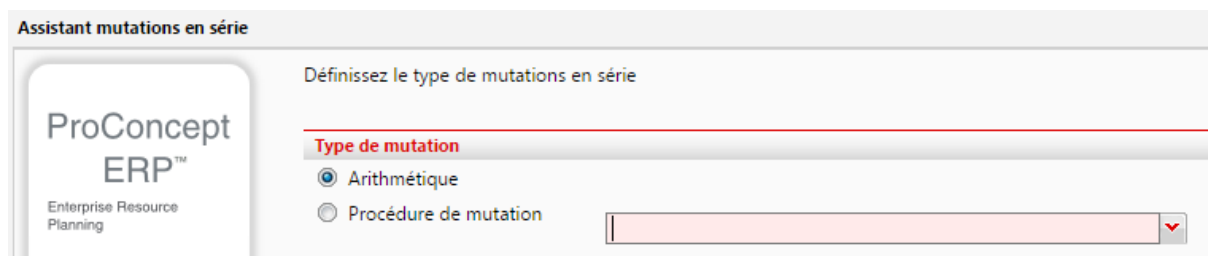 Assistant mutations en série
Définissez le type de mutations en série
ProConcept
ERP™
Enterprise Resource
Planning
Type de mutation
Arithmétique
Procédure de mutation